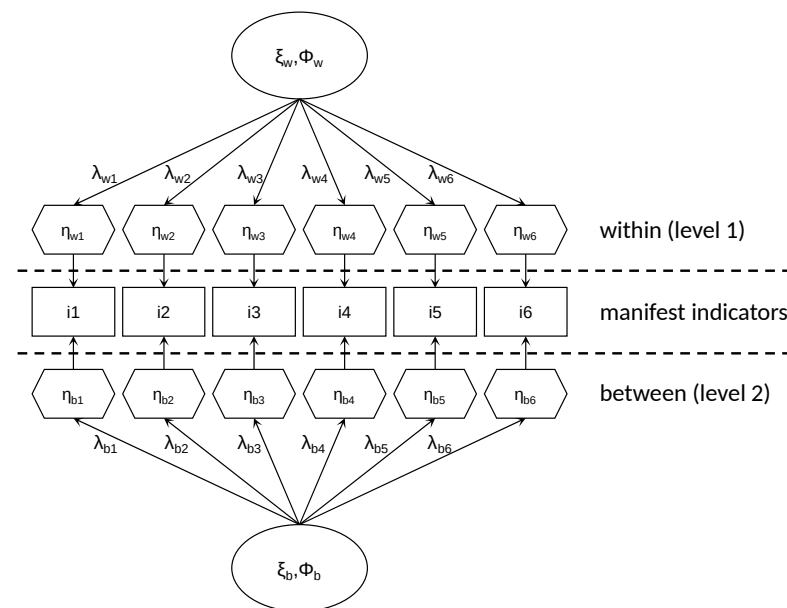 ξw,Φw
λw1 λw2 λw3 λw4 λw5 λw6
ηw1 ηw2 ηw3 ηw4 ηw5 ηw6 within (level 1)
i1 i2 i3 i4 i5 i6 manifest indicators
ηb1 ηb2 ηb3 ηb4 ηb5 ηb6 between (level 2)
λb1 λb2 λb3 λb4 λb5 λb6
ξb,Φb